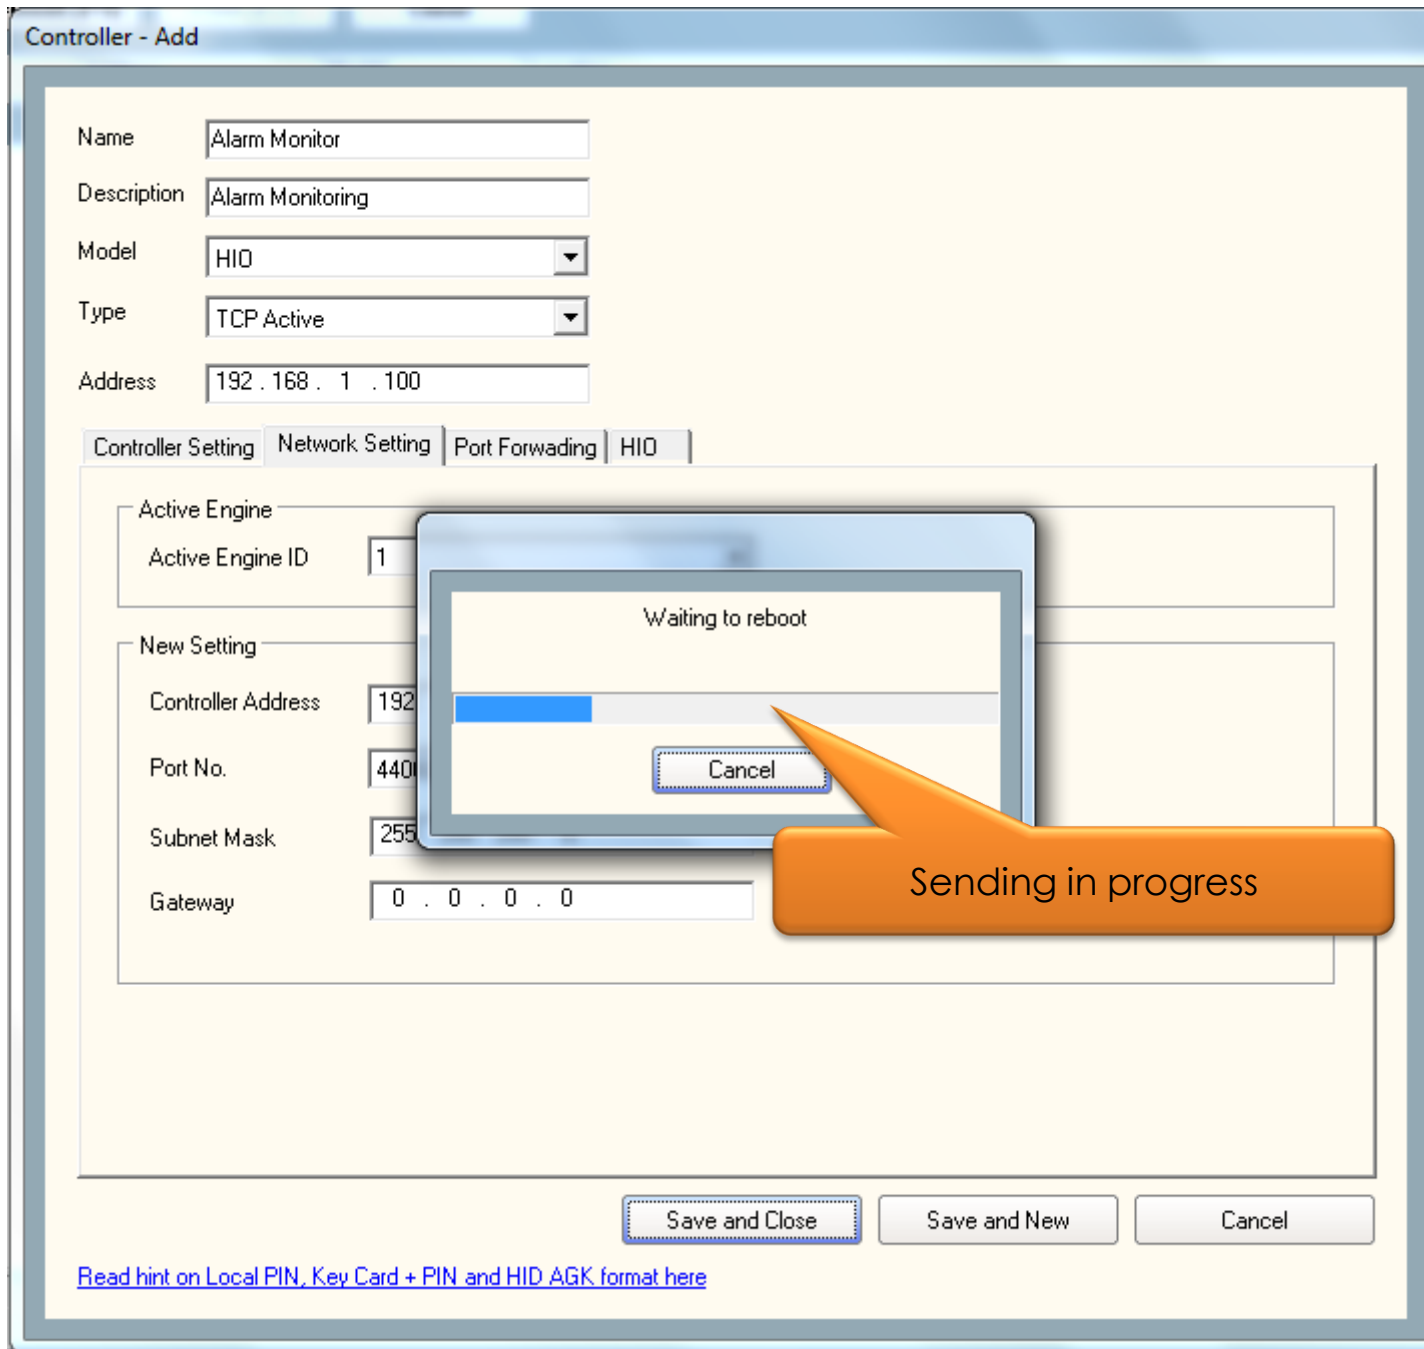 Controller - Add
Name
Alarm Monitor
Description
Alarm Monitoring
Model
HIO
Type
TCP Active
Address
192 . 168 . 1 . 100
Controller Setting
Network Setting
Port Forwading
HIO
Active Engine
Active Engine ID
1
New Setting
Controller Address
192
Port No.
440
Subnet Mask
255
Gateway
0 . 0 . 0 . 0
Waiting to reboot
Cancel
Sending in progress
Save and Close
Save and New
Cancel
Read hint on Local PIN, Key Card + PIN and HID AGK format here